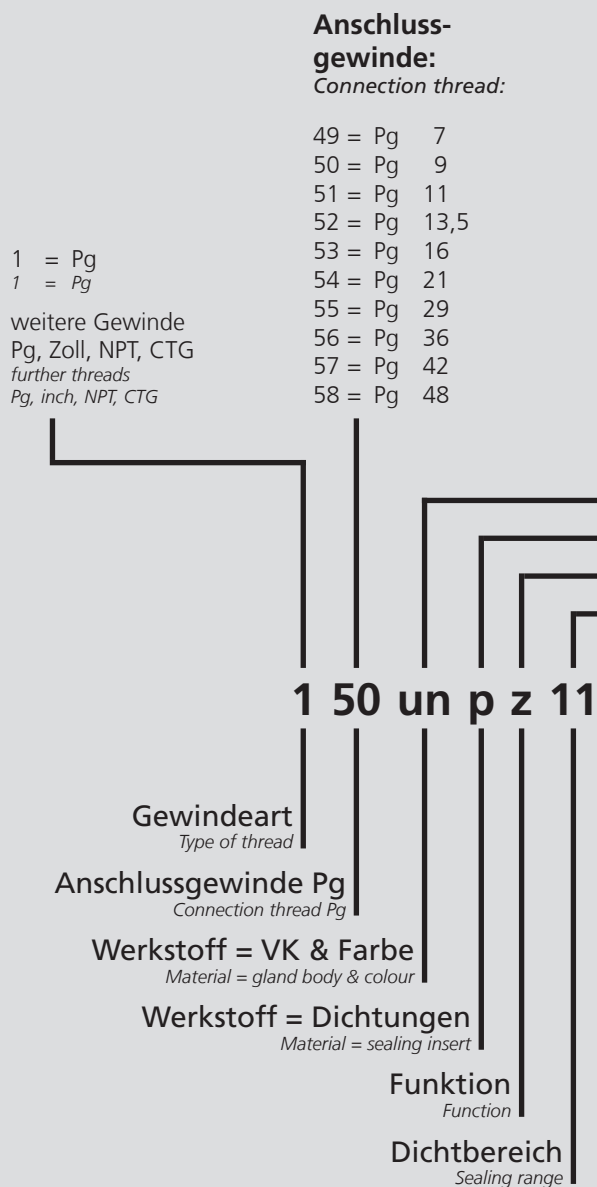 Anschluss-
gewinde:
Connection thread:
49 = Pg 7
50 = Pg 9
51 = Pg 11
52 = Pg 13,5
53 = Pg 16
54 = Pg 21
55 = Pg 29
56 = Pg 36
57 = Pg 42
58 = Pg 48
1 = Pg
1 = Pg
weitere Gewinde
Pg, Zoll, NPT, CTG
further threads
Pg, inch, NPT, CTG
1 50 un p z 11
Gewindeart
Type of thread
Anschlussgewinde Pg
Connection thread Pg
Werkstoff = VK & Farbe
Material = gland body & colour
Werkstoff = Dichtungen
Material = sealing insert
Funktion
Function
Dichtbereich
Sealing range